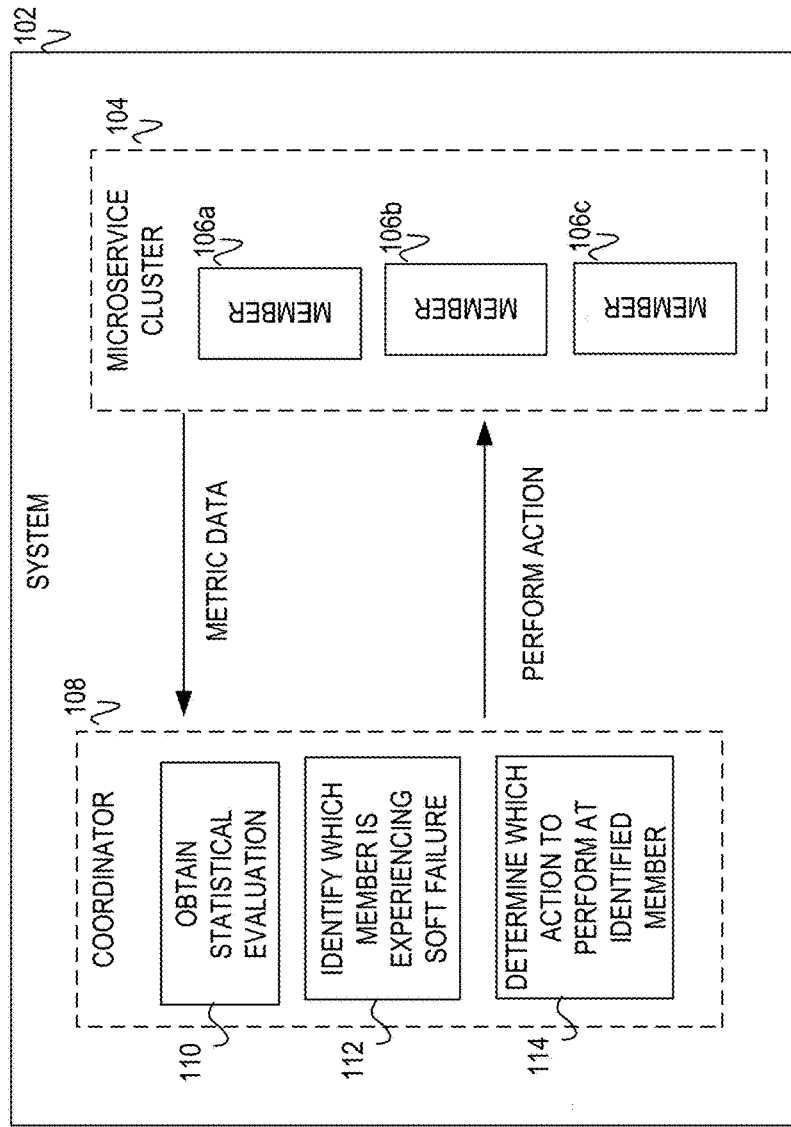 102
SYSTEM
108
COORDINATOR
110
OBTAIN
STATISTICAL
EVALUATION
112
IDENTIFY WHICH
MEMBER IS
EXPERIENCING
SOFT FAILURE
114
DETERMINE WHICH
ACTION TO
PERFORM AT
IDENTIFIED
MEMBER
METRIC DATA
PERFORM ACTION
104
MICROSERVICE
CLUSTER
106a
MEMBER
106b
MEMBER
106c
MEMBER